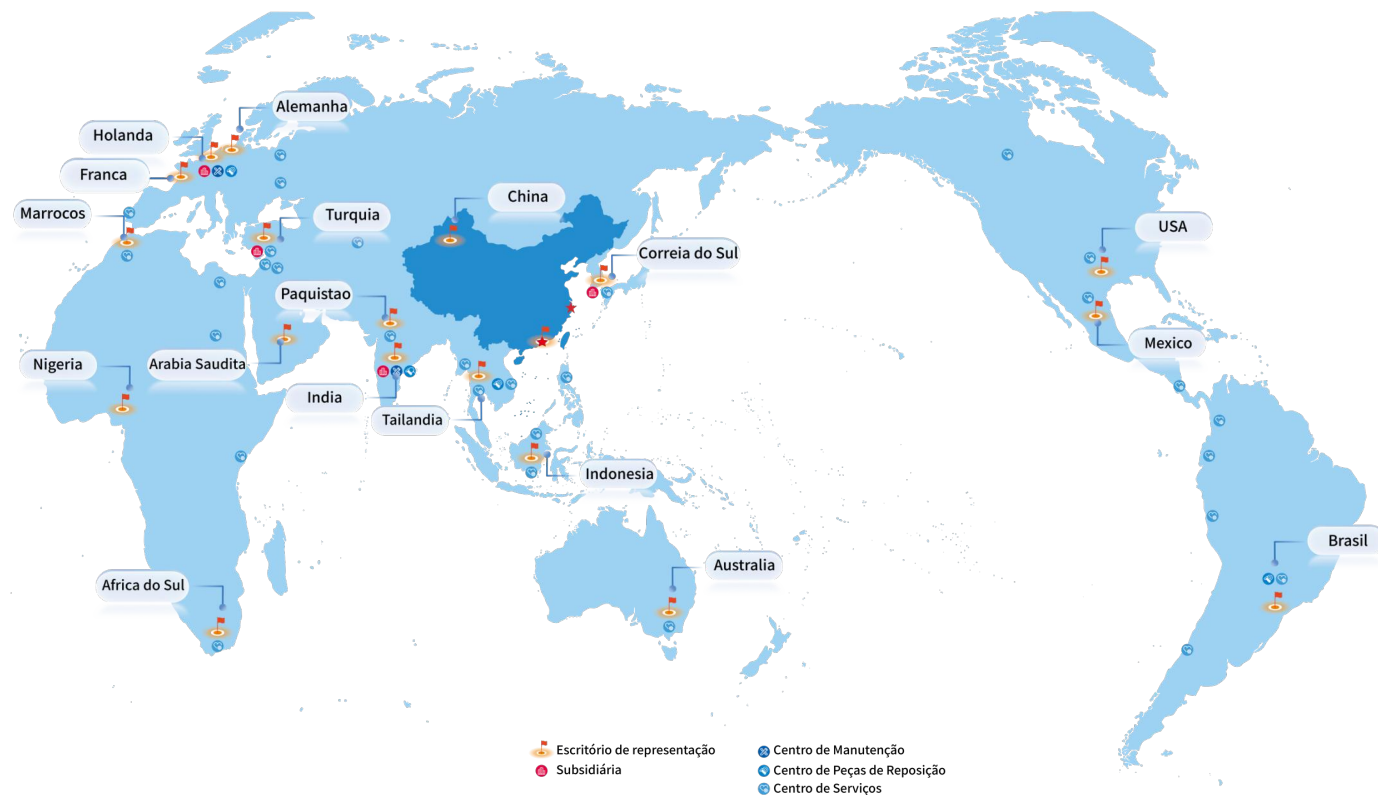 Alemanha
Holanda
Franca
China
Marrocos
Turquia
USA
Correia do Sul
Paquistao
Mexico
Nigeria
Arabia Saudita
India
Tailandia
Indonesia
Brasil
Australia
Africa do Sul
Escritório de representação
Subsidiária
Centro de Manutenção
Centro de Peças de Reposição
Centro de Serviços